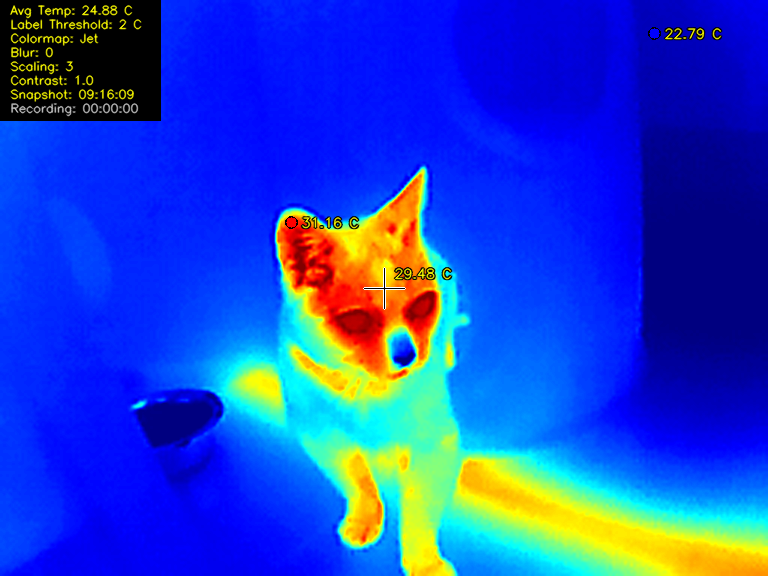 Avg Temp: 24.88 C
Label Threshold: 2 C
Colormap: Jet
Blur: 0
Scaling: 3
Contrast: 1.0
Snapshot: 09:16:09
Recording: 00:00:00
22.79 C
31.16 C
29.48 C